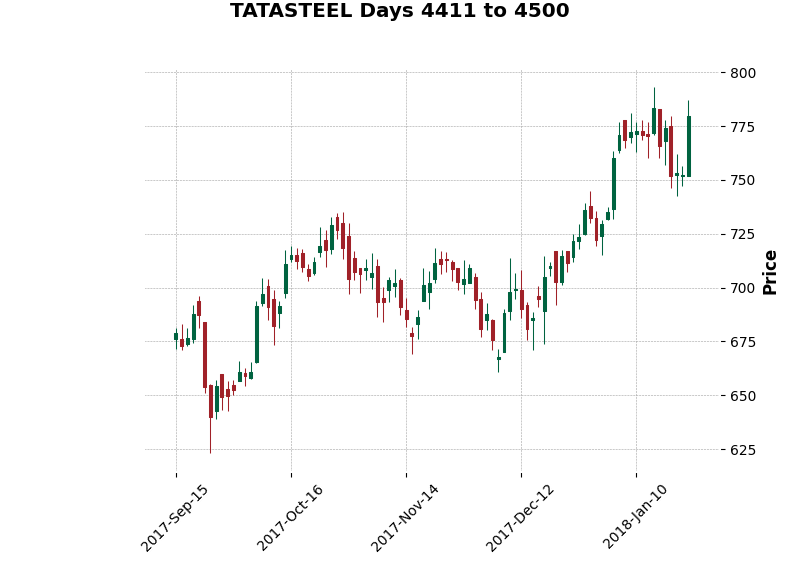 TATASTEEL Days 4411 to 4500
800
775
750
725
700
675
650
625
Price
2017-Sep-15
2017-Oct-16
2017-Nov-14
2017-Dec-12
2018-Jan-10